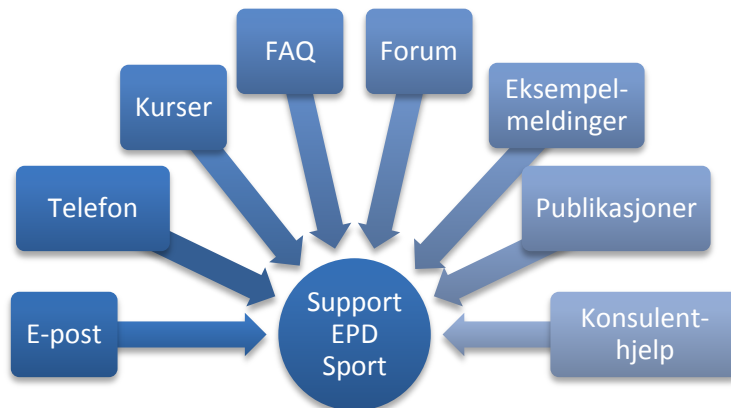 FAQ
Forum
Kurser
Eksempel-
meldinger
Telefon
Publikasjoner
E-post
Support
EPD
Sport
Konsulent-
hjelp